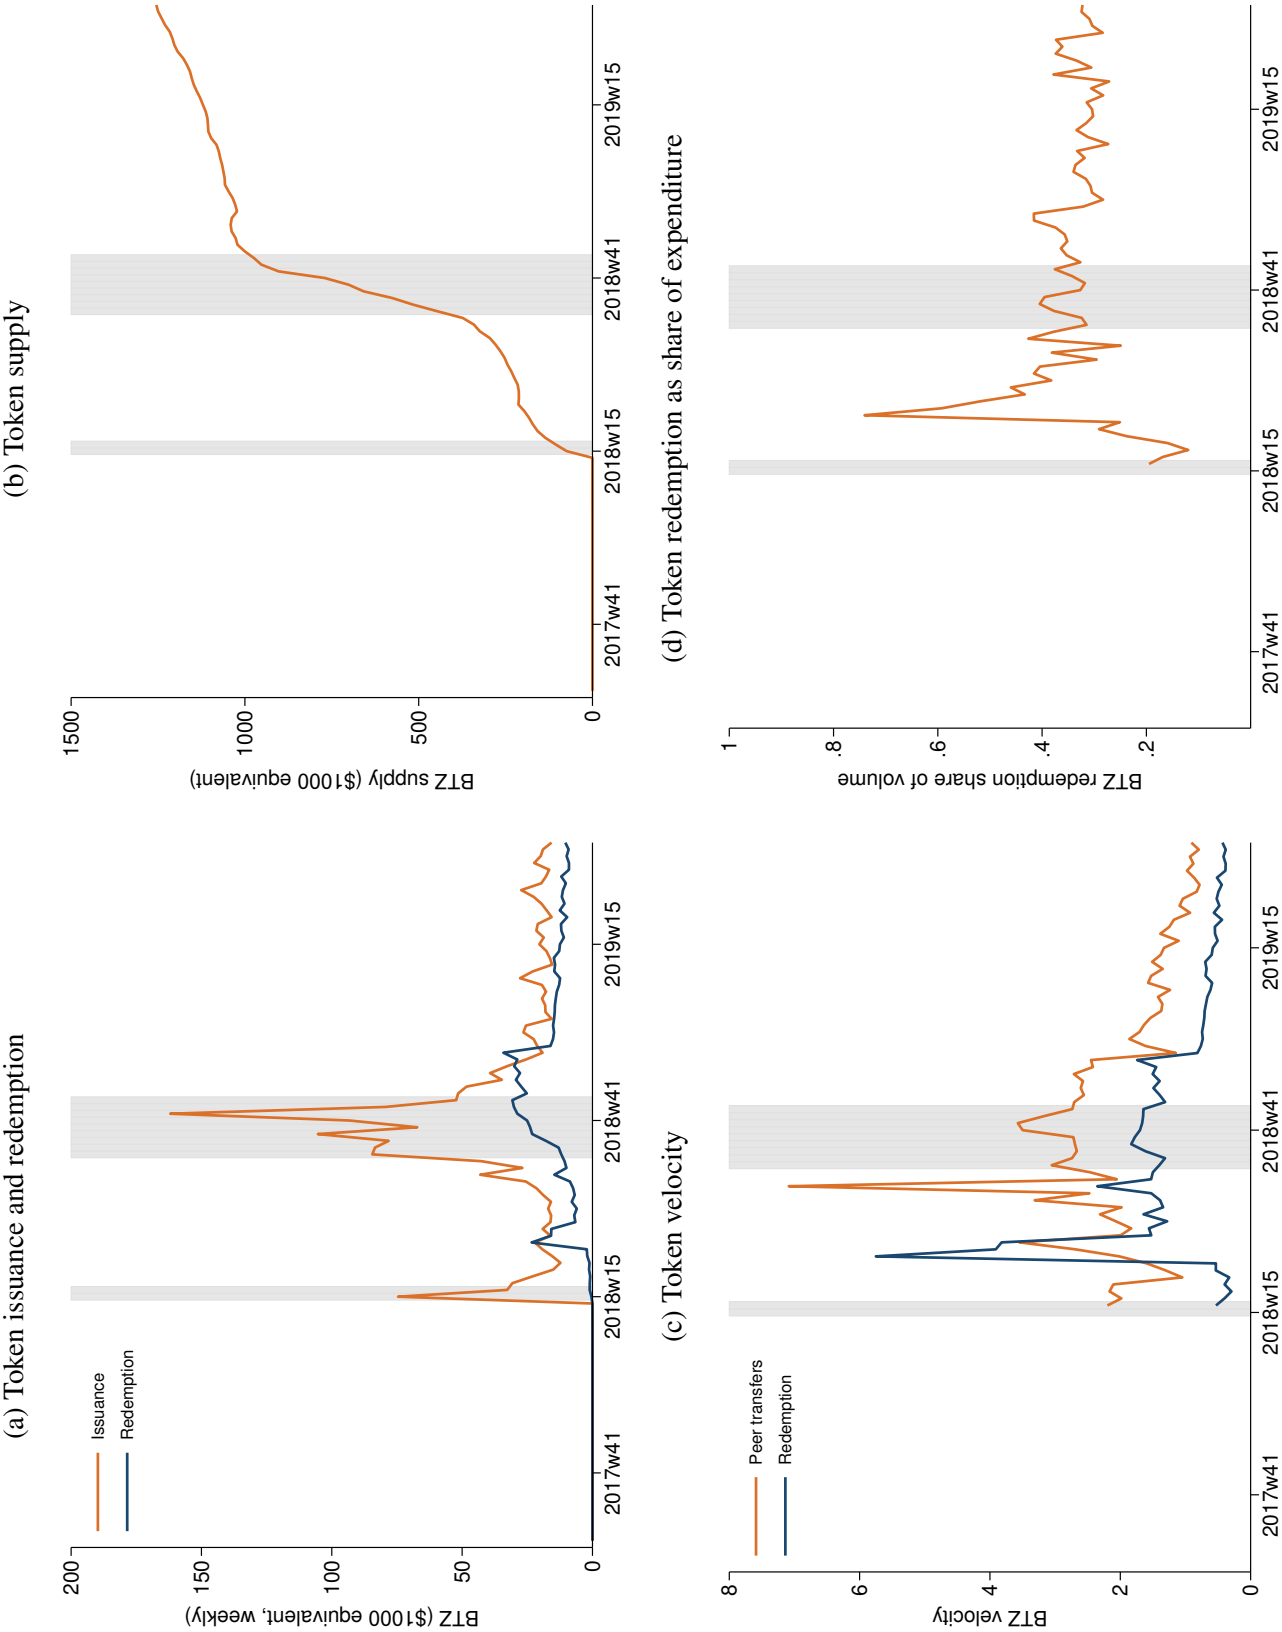 (a) Token issuance and redemption
BTZ ($1000 equivalent, weekly)
200
150
100
50
0
Issuance
Redemption
2017w41
2018w15
2018w41
2019w15
(b) Token supply
BTZ supply ($1000 equivalent)
1500
1000
500
0
2017w41
2018w15
2018w41
2019w15
(c) Token velocity
BTZ velocity
8
6
4
2
0
Peer transfers
Redemption
2017w41
2018w15
2018w41
2019w15
(d) Token redemption as share of expenditure
BTZ redemption share of volume
1
.8
.6
.4
.2
2017w41
2018w15
2018w41
2019w15